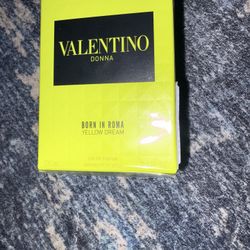 VALENTINO
DONNA
BORN IN ROMA
YELLOW DREAM